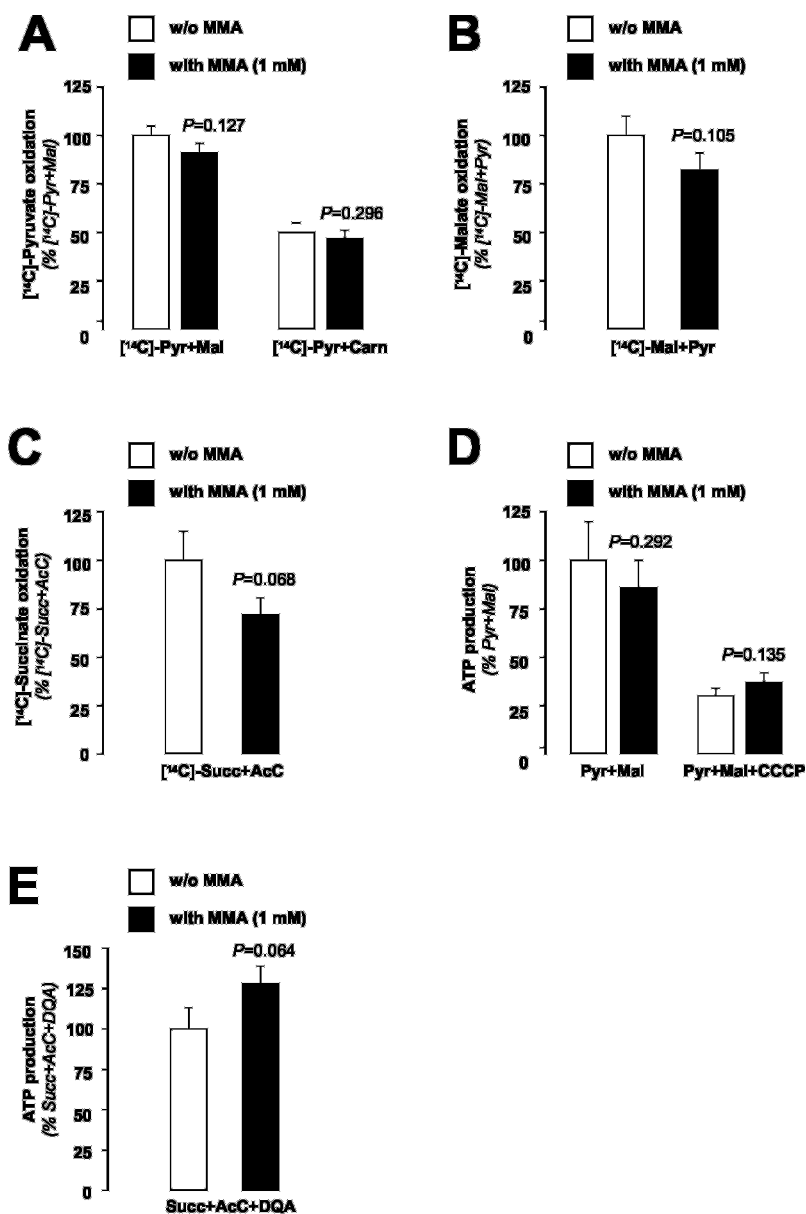 A
w/o MMA
with MMA (1 mM)
[¹⁴C]-Pyruvate oxidation
(% [¹⁴C]-Pyr+Mal)
125
100
75
50
25
0
P=0.127
P=0.296
[¹⁴C]-Pyr+Mal
[¹⁴C]-Pyr+Carn
B
w/o MMA
with MMA (1 mM)
[¹⁴C]-Malate oxidation
(% [¹⁴C]-Mal+Pyr)
125
100
75
50
25
0
P=0.105
[¹⁴C]-Mal+Pyr
C
w/o MMA
with MMA (1 mM)
[¹⁴C]-Succinate oxidation
(% [¹⁴C]-Succ+AcC)
125
100
75
50
25
0
P=0.068
[¹⁴C]-Succ+AcC
D
w/o MMA
with MMA (1 mM)
ATP production
(% Pyr+Mal)
125
100
75
50
25
0
P=0.292
P=0.135
Pyr+Mal
Pyr+Mal+CCCP
E
w/o MMA
with MMA (1 mM)
ATP production
(% Succ+AcC+DQA)
150
125
100
75
50
25
0
P=0.064
Succ+AcC+DQA